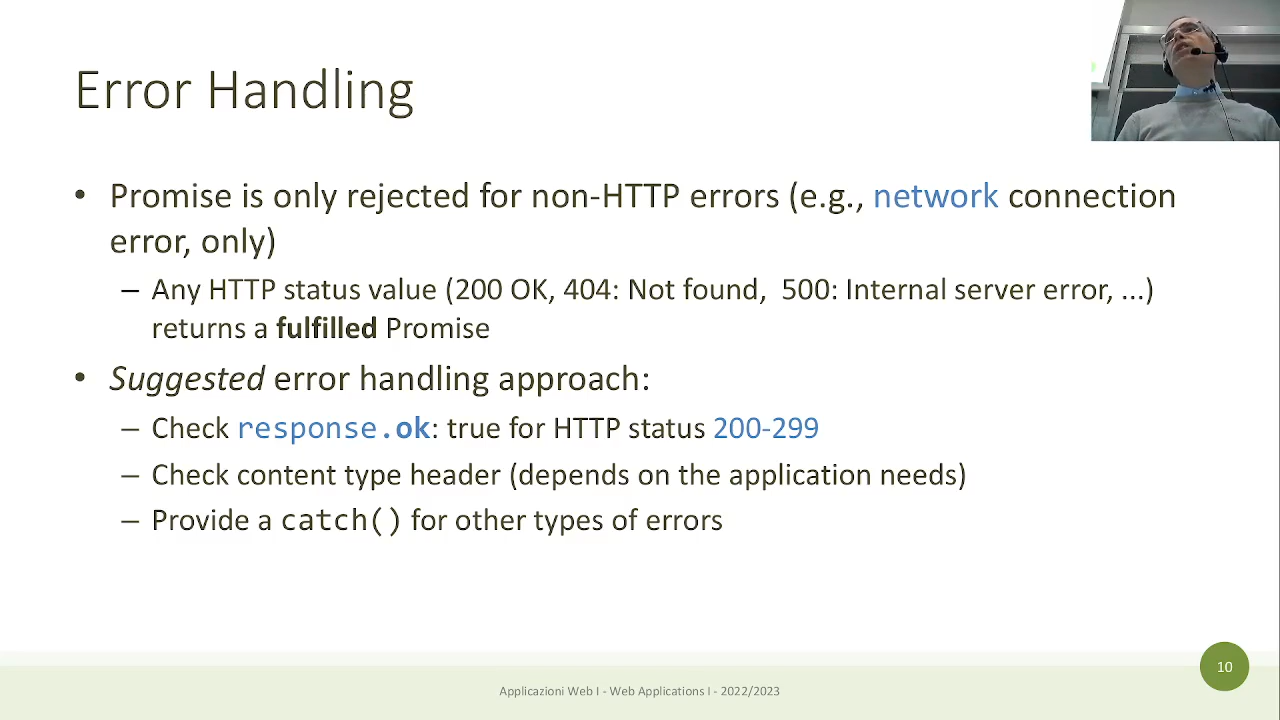 Error Handling
• Promise is only rejected for non-HTTP errors (e.g., network connection
error, only)
– Any HTTP status value (200 OK, 404: Not found,  500: Internal server error, ...)
returns a fulfilled Promise
• Suggested error handling approach:
– Check response.ok: true for HTTP status 200-299
– Check content type header (depends on the application needs)
– Provide a catch() for other types of errors
10
Applicazioni Web I - Web Applications I - 2022/2023